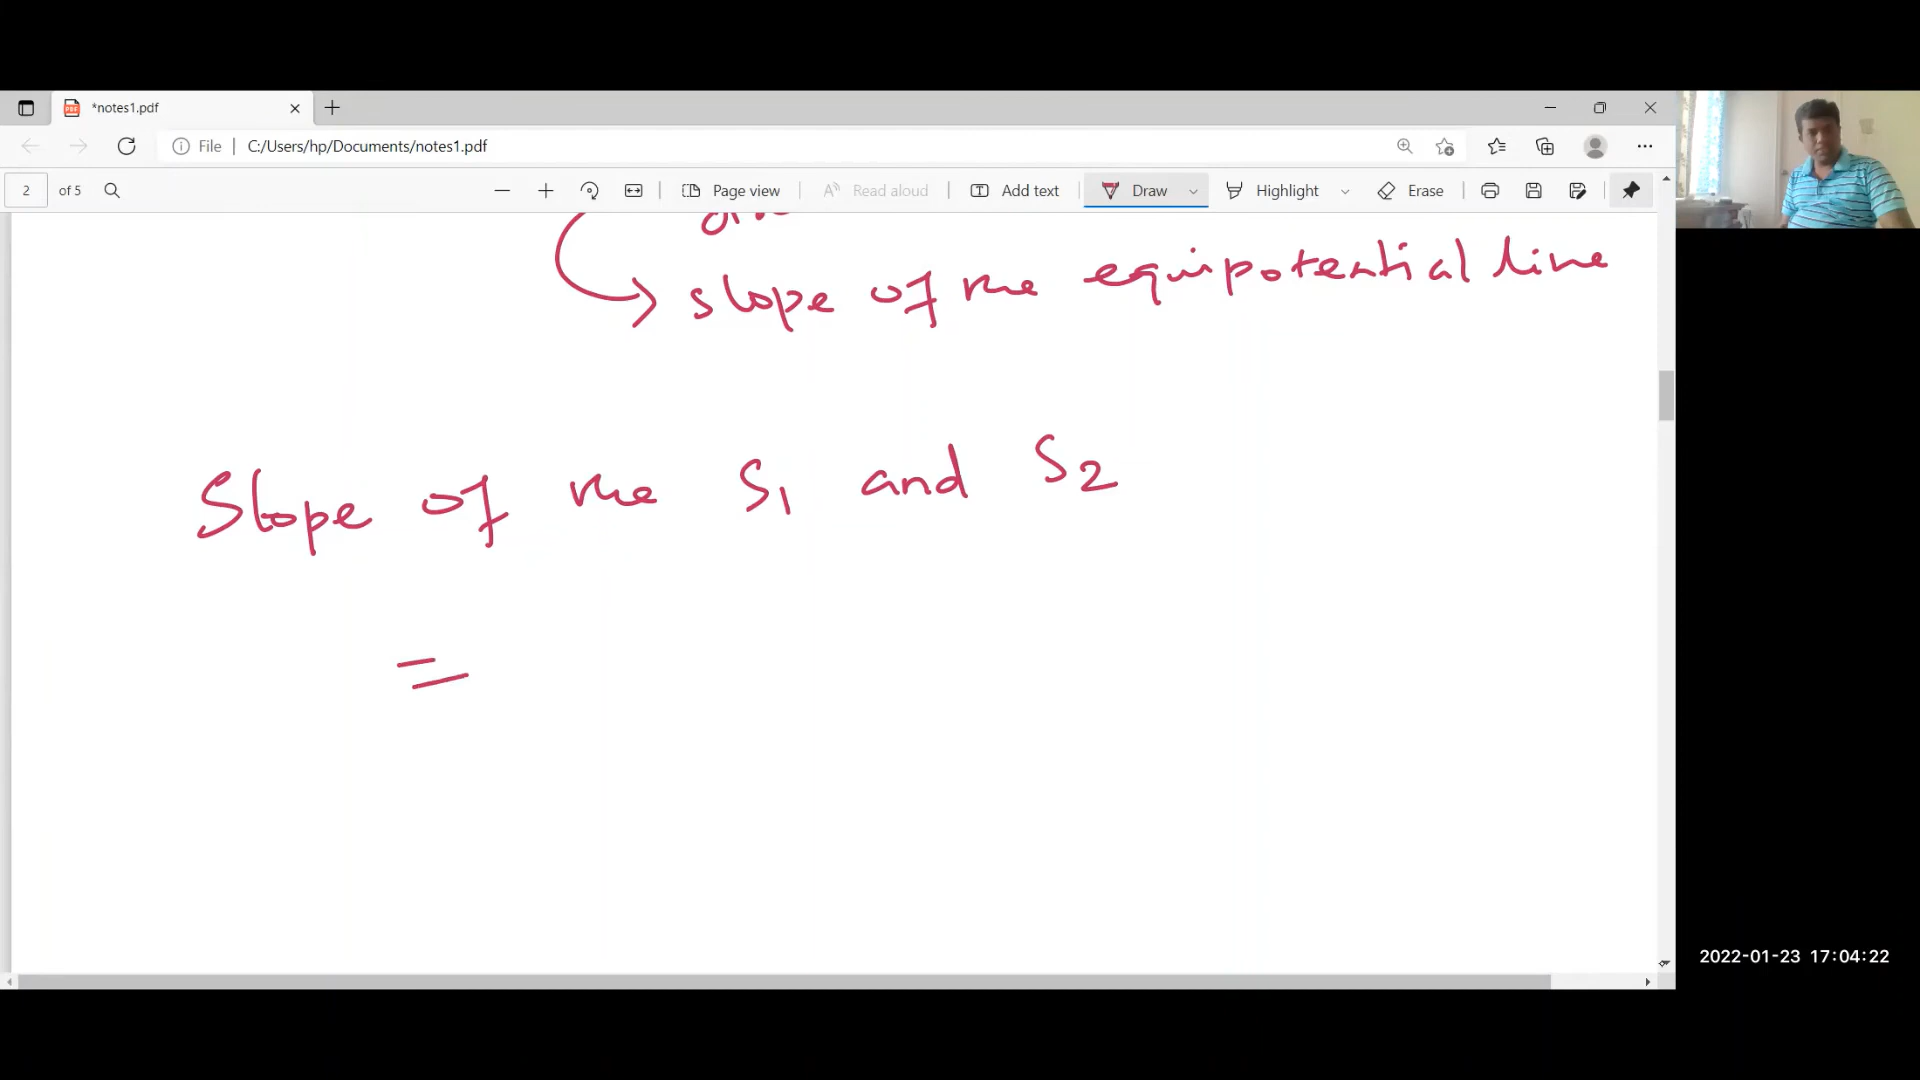 *notes1.pdf
File C:/Users/hp/Documents/notes1.pdf
2 of 5 Page view Read aloud Add text Draw Highlight Erase
slope of the equipotential line
Slope of the S1 and S2
=
2022-01-23 17:04:22